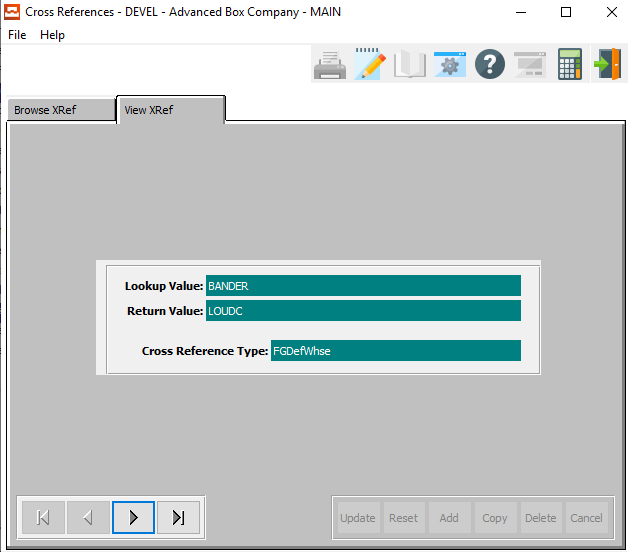 Cross References - DEVEL - Advanced Box Company - MAIN
File Help
Browse XRef View XRef
Lookup Value: BANDER
Return Value: LOUDC
Cross Reference Type: FGDefWhse
Update Reset Add Copy Delete Cancel